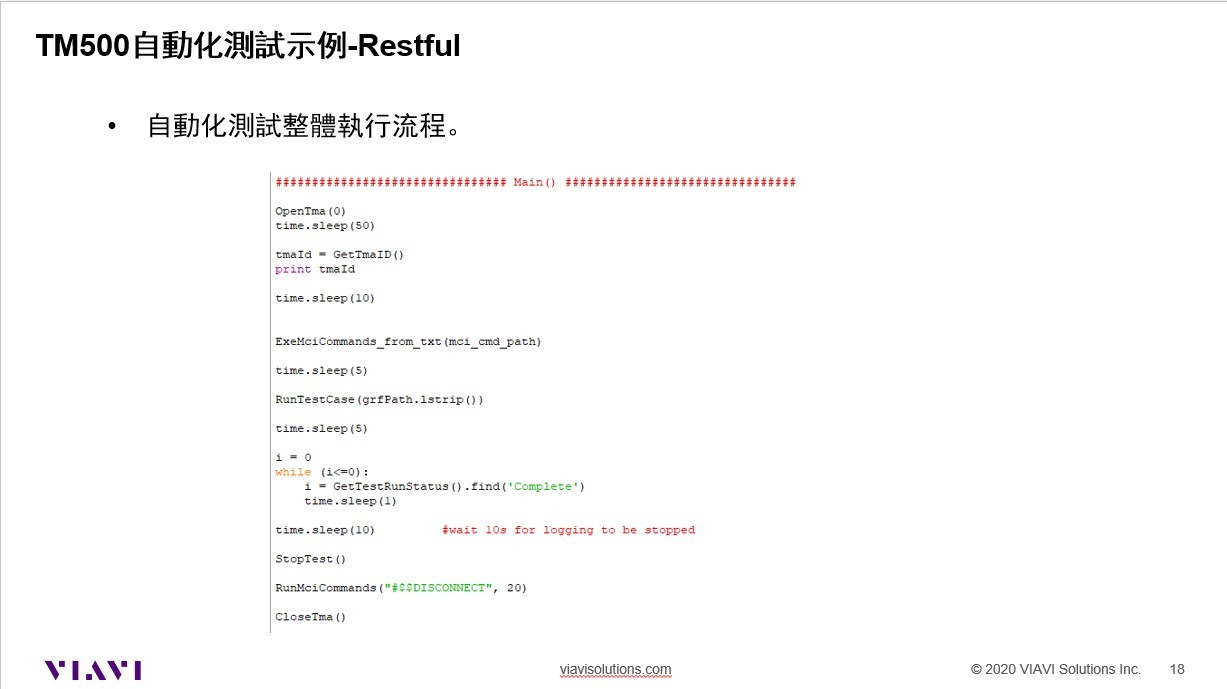 TM500自動化測試示例-Restful
• 自動化測試整體執行流程。
################################ Main() ################################
OpenTma(0)
time.sleep(50)
tmaId = GetTmaID()
print tmaId
time.sleep(10)
ExeMciCommands_from_txt(mci_cmd_path)
time.sleep(5)
RunTestCase(grfPath.lstrip())
time.sleep(5)
i = 0
while (i<=0):
    i = GetTestRunStatus().find('Complete')
    time.sleep(1)
time.sleep(10)         #wait 10s for logging to be stopped
StopTest()
RunMciCommands("#$$DISCONNECT", 20)
CloseTma()
VIAVI
viavisolutions.com
© 2020 VIAVI Solutions Inc.
18